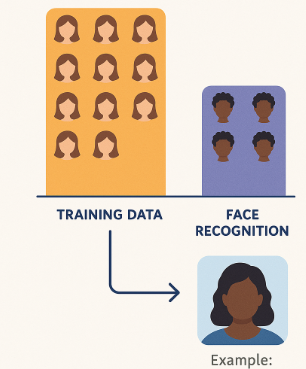 TRAINING DATA
FACE
RECOGNITION
Example: